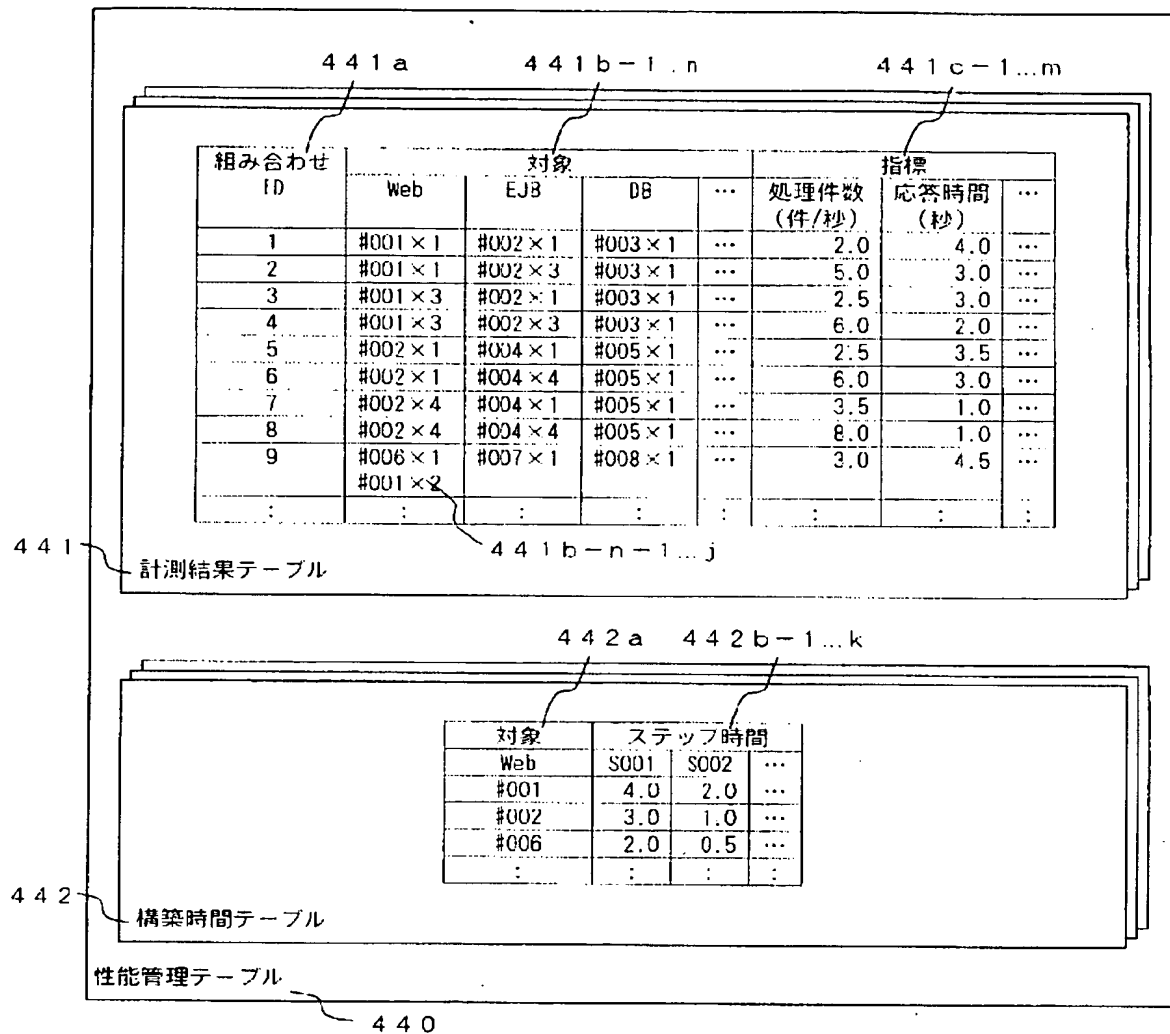 ４４１a ４４１b-1..n ４４１c-1…m
組み合わせ 対象 指標
ID Web EJB DB … 処理件数 応答時間 …
(件/秒) (秒)
1 #001×1 #002×1 #003×1 … 2.0 4.0 …
2 #001×1 #002×3 #003×1 … 5.0 3.0 …
3 #001×3 #002×1 #003×1 … 2.5 3.0 …
4 #001×3 #002×3 #003×1 … 6.0 2.0 …
5 #002×1 #004×1 #005×1 … 2.5 3.5 …
6 #002×1 #004×4 #005×1 … 6.0 3.0 …
7 #002×4 #004×1 #005×1 … 3.5 1.0 …
8 #002×4 #004×4 #005×1 … 8.0 1.0 …
9 #006×1 #007×1 #008×1 … 3.0 4.5 …
#001×2
： ： ： ： ： ： ： ：
４４１b-n-1…j
４４１
計測結果テーブル
４４２a ４４２b-1…k
対象 ステップ時間
Web S001 S002 …
#001 4.0 2.0 …
#002 3.0 1.0 …
#006 2.0 0.5 …
： ： ： ：
４４２
構築時間テーブル
性能管理テーブル
４４０